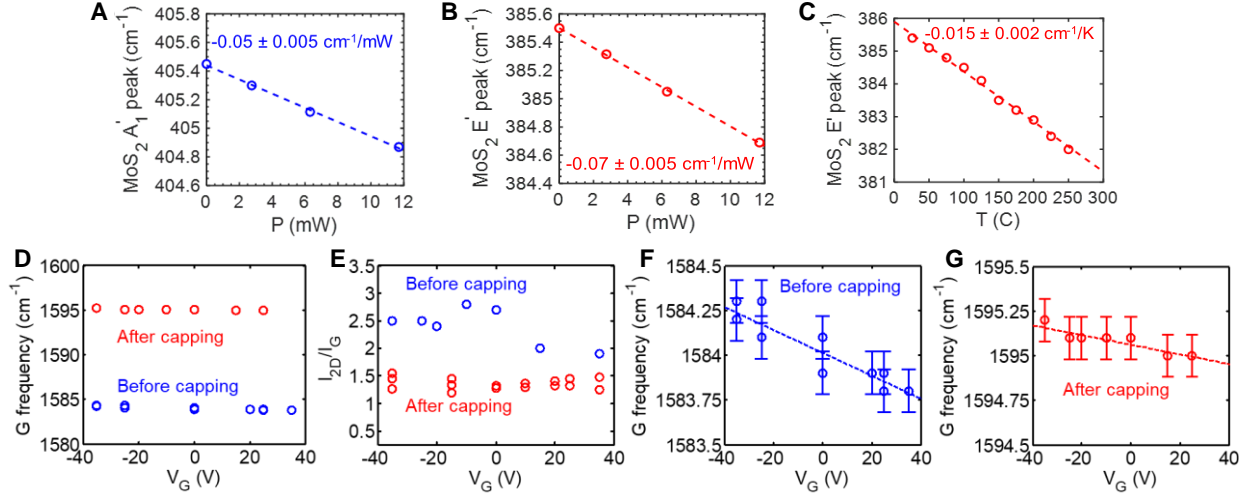 A
405.8
405.6
405.4
405.2
405
404.8
404.6
0 2 4 6 8 10 12
P (mW)
MoS2 A1' peak (cm-1)
-0.05 ± 0.005 cm-1/mW
B
385.6
385.4
385.2
385
384.8
384.6
384.4
0 2 4 6 8 10 12
P (mW)
MoS2 E' peak (cm-1)
-0.07 ± 0.005 cm-1/mW
C
386
385
384
383
382
381
0 50 100 150 200 250 300
T (C)
MoS2 E' peak (cm-1)
-0.015 ± 0.002 cm-1/K
D
1600
1595
1590
1585
1580
-40 -20 0 20 40
VG (V)
G frequency (cm-1)
After capping
Before capping
E
3.5
3
2.5
2
1.5
1
0.5
-40 -20 0 20 40
VG (V)
I2D/IG
Before capping
After capping
F
1584.5
1584.25
1584
1583.75
1583.5
-40 -20 0 20 40
VG (V)
G frequency (cm-1)
Before capping
G
1595.5
1595.25
1595
1594.75
1594.5
-40 -20 0 20 40
VG (V)
G frequency (cm-1)
After capping